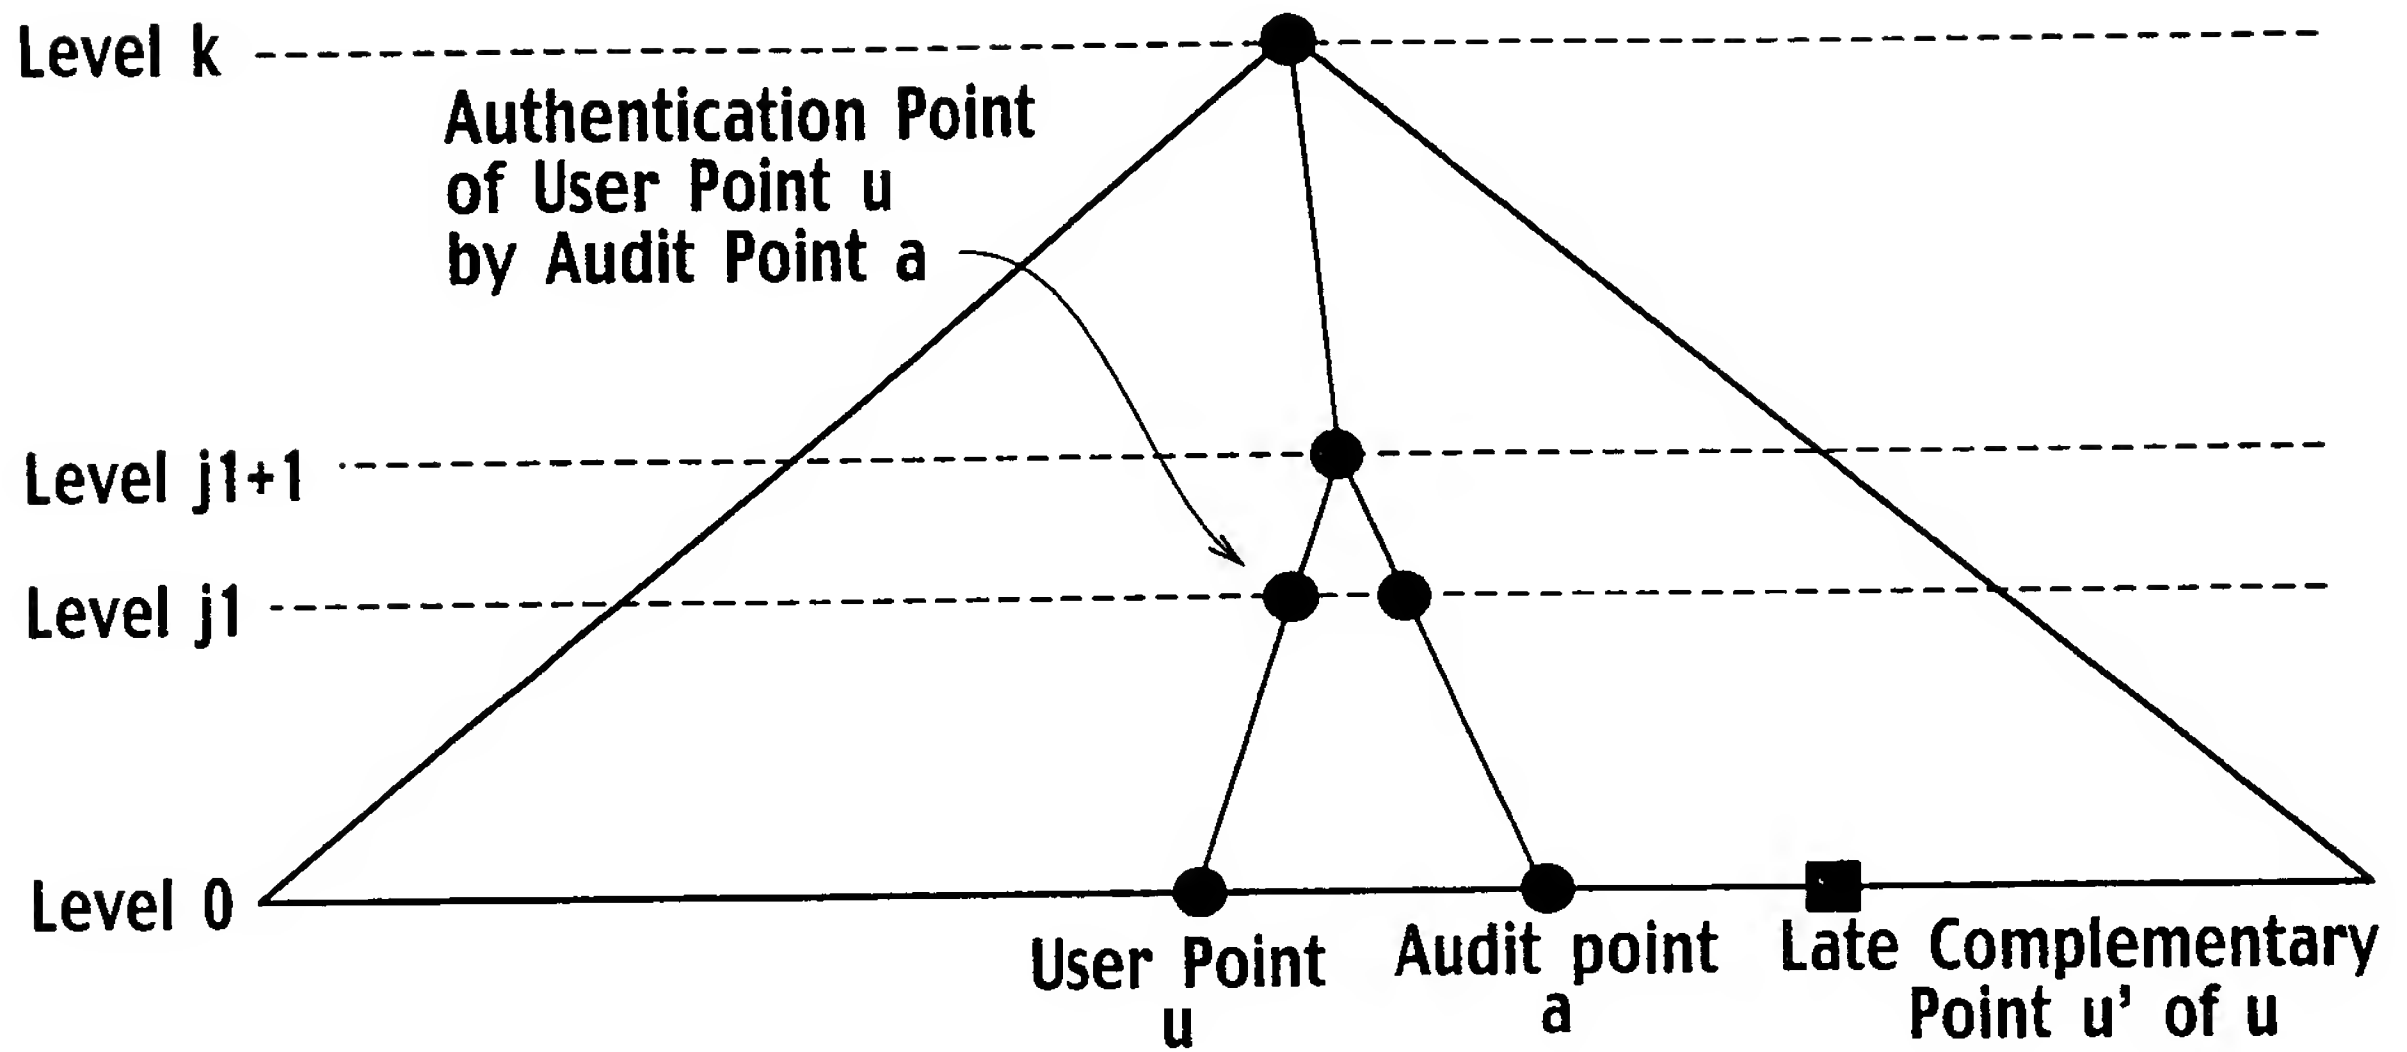 Level k
Authentication Point
of User Point u
by Audit Point a
Level j1+1
Level j1
Level 0
User Point
u
Audit point
a
Late Complementary
Point u' of u